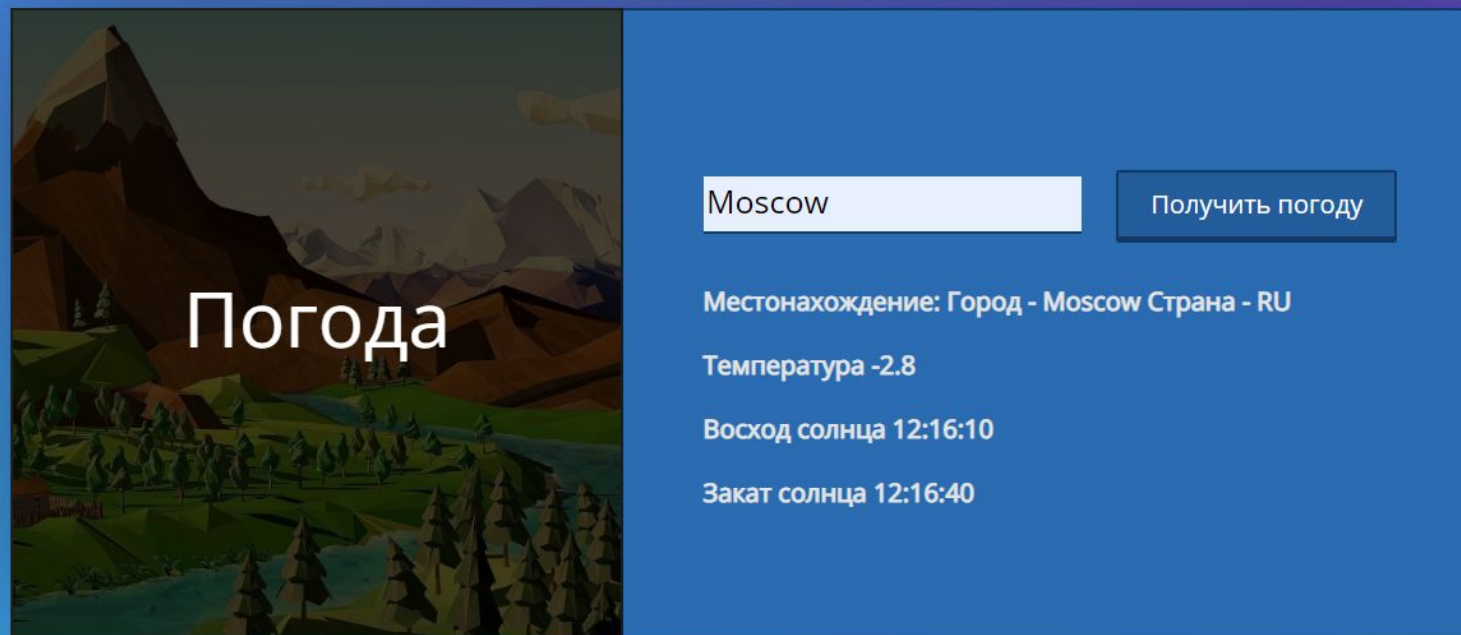 Погода
Moscow
Получить погоду
Местонахождение: Город - Moscow Страна - RU
Температура -2.8
Восход солнца 12:16:10
Закат солнца 12:16:40